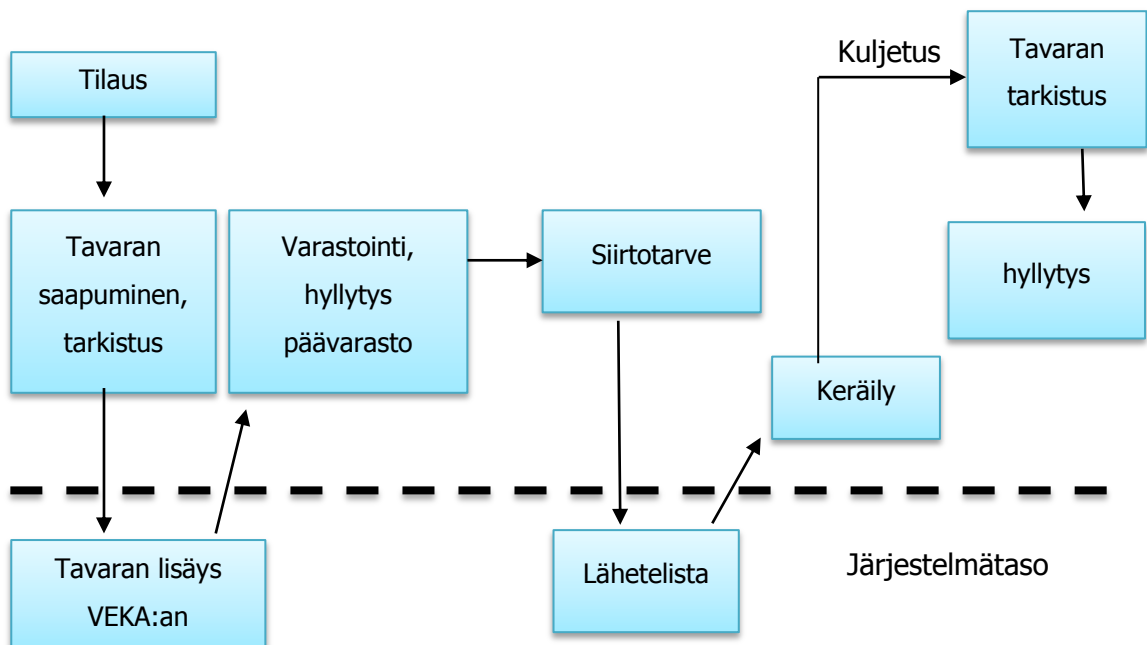 Tilaus
Tavaran
saapuminen,
tarkistus
Tavaran lisäys
VEKA:an
Varastointi,
hyllytys
päävarasto
Siirtotarve
Lähetelista
Keräily
Kuljetus
Tavaran
tarkistus
hyllytys
Järjestelmätaso